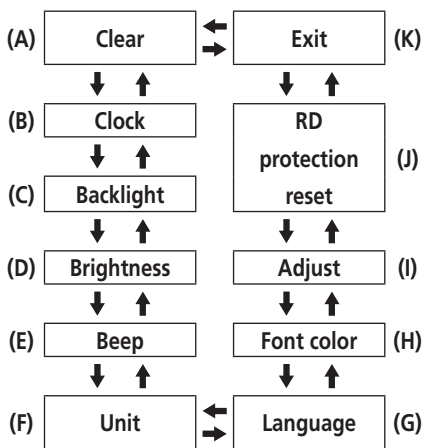 (A) Clear Exit (K)
(B) Clock RD
protection (J)
(C) Backlight reset
(D) Brightness Adjust (I)
(E) Beep Font color (H)
(F) Unit Language (G)